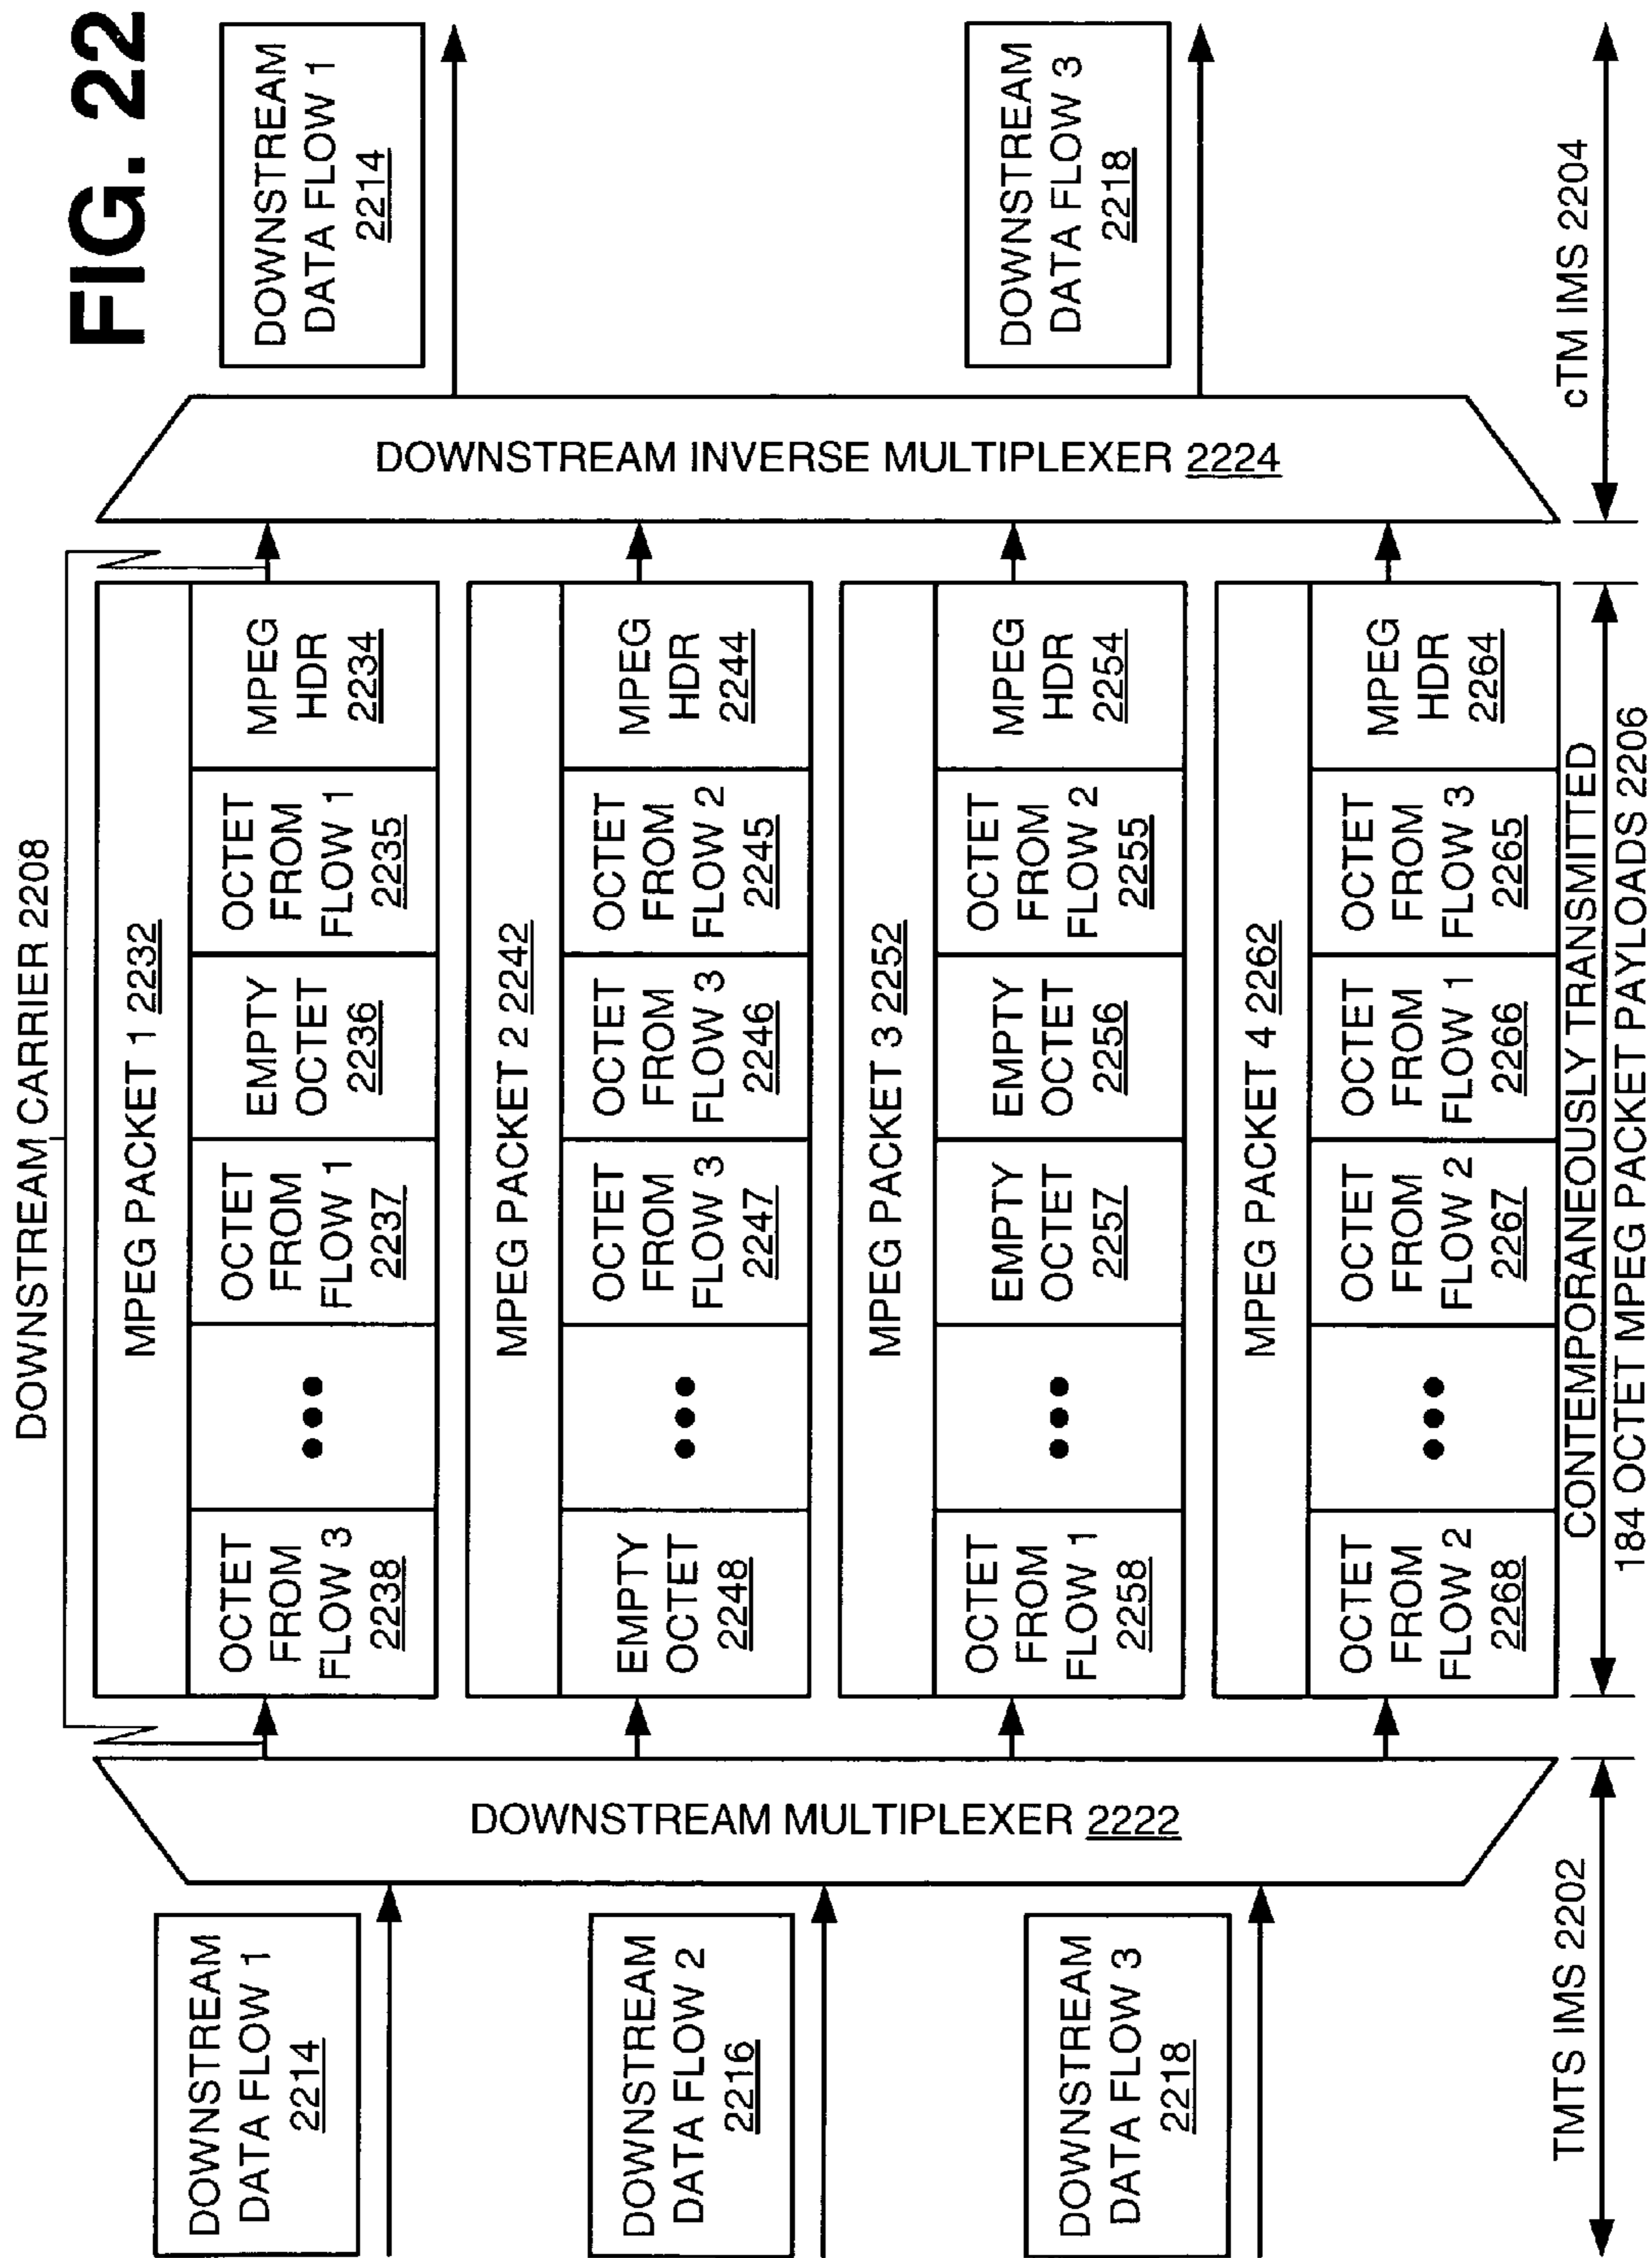 FIG. 22
DOWNSTREAM CARRIER 2208
DOWNSTREAM
DATA FLOW 1
2214
DOWNSTREAM
DATA FLOW 2
2216
DOWNSTREAM
DATA FLOW 3
2218
TMTS IMS 2202
DOWNSTREAM MULTIPLEXER 2222
MPEG PACKET 1 2232
OCTET
FROM
FLOW 3
2238
•••
OCTET
FROM
FLOW 1
2237
EMPTY
OCTET
2236
OCTET
FROM
FLOW 1
2235
MPEG
HDR
2234
MPEG PACKET 2 2242
EMPTY
OCTET
2248
•••
OCTET
FROM
FLOW 3
2247
OCTET
FROM
FLOW 3
2246
OCTET
FROM
FLOW 2
2245
MPEG
HDR
2244
MPEG PACKET 3 2252
OCTET
FROM
FLOW 1
2258
•••
EMPTY
OCTET
2257
EMPTY
OCTET
2256
OCTET
FROM
FLOW 2
2255
MPEG
HDR
2254
MPEG PACKET 4 2262
OCTET
FROM
FLOW 2
2268
•••
OCTET
FROM
FLOW 2
2267
OCTET
FROM
FLOW 1
2266
OCTET
FROM
FLOW 3
2265
MPEG
HDR
2264
CONTEMPORANEOUSLY TRANSMITTED
184 OCTET MPEG PACKET PAYLOADS 2206
DOWNSTREAM INVERSE MULTIPLEXER 2224
DOWNSTREAM
DATA FLOW 1
2214
DOWNSTREAM
DATA FLOW 3
2218
cTM IMS 2204